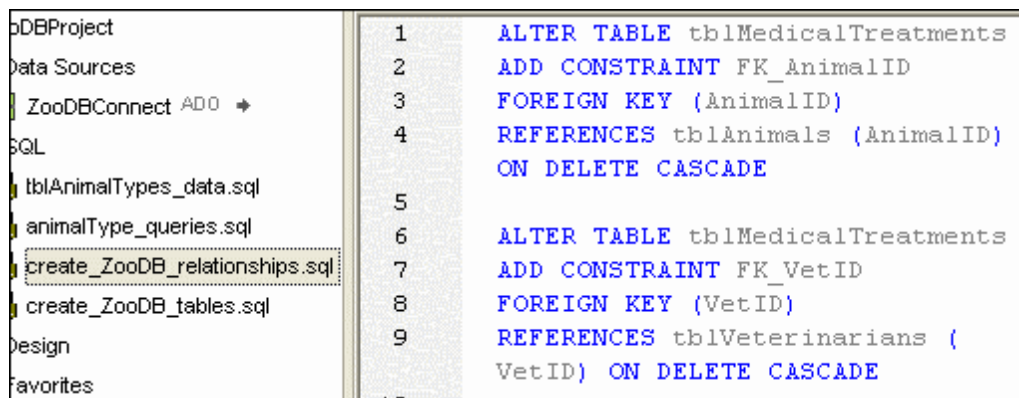 oDBProject
Data Sources
ZooDBConnect ADO
SQL
tblAnimalTypes_data.sql
animalType_queries.sql
create_ZooDB_relationships.sql
create_ZooDB_tables.sql
Design
Favorites
1 ALTER TABLE tblMedicalTreatments
2 ADD CONSTRAINT FK_AnimalID
3 FOREIGN KEY (AnimalID)
4 REFERENCES tblAnimals (AnimalID)
ON DELETE CASCADE
5
6 ALTER TABLE tblMedicalTreatments
7 ADD CONSTRAINT FK_VetID
8 FOREIGN KEY (VetID)
9 REFERENCES tblVeterinarians (
VetID) ON DELETE CASCADE